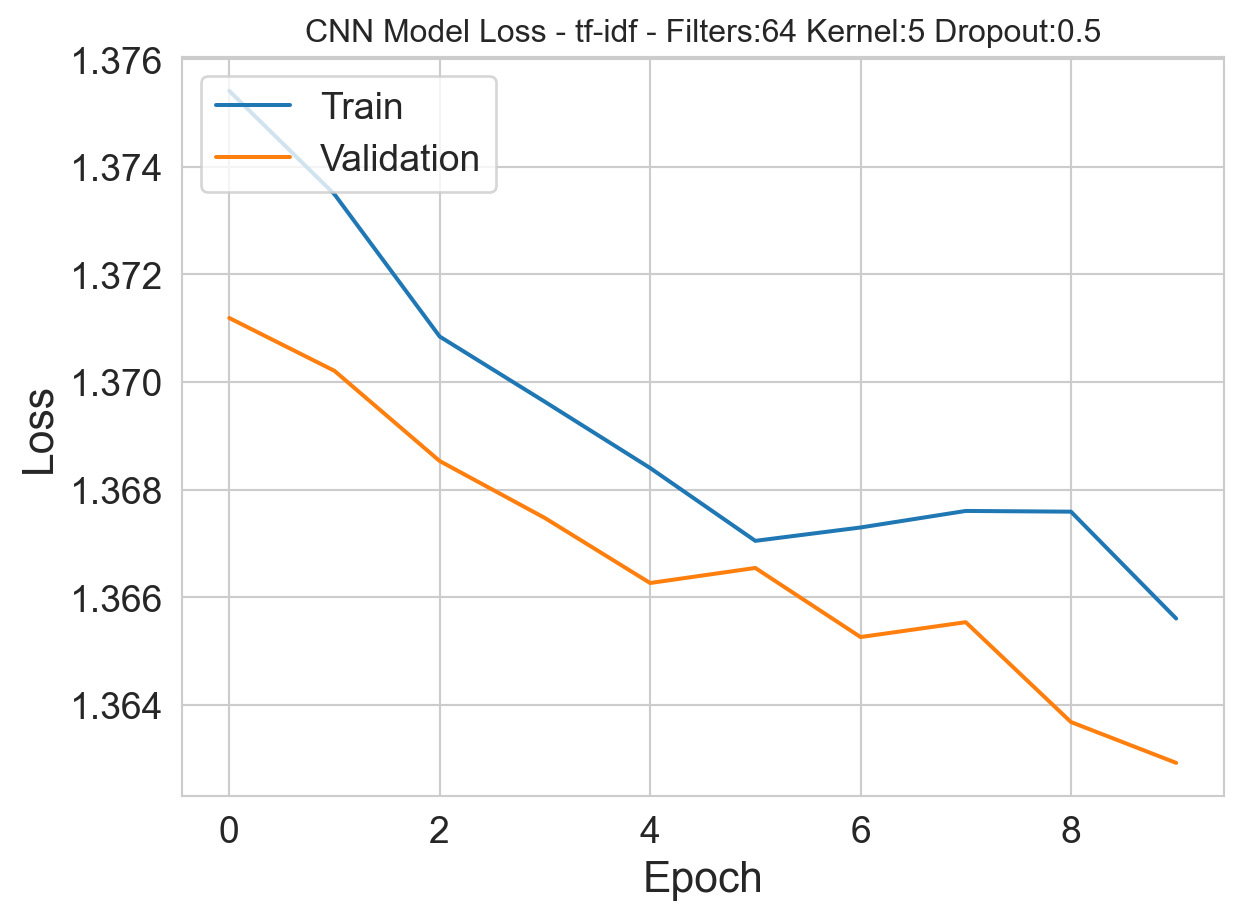 CNN Model Loss - tf-idf - Filters:64 Kernel:5 Dropout:0.5
1.376
1.374
1.372
1.370
1.368
1.366
1.364
Loss
Train
Validation
0 2 4 6 8
Epoch